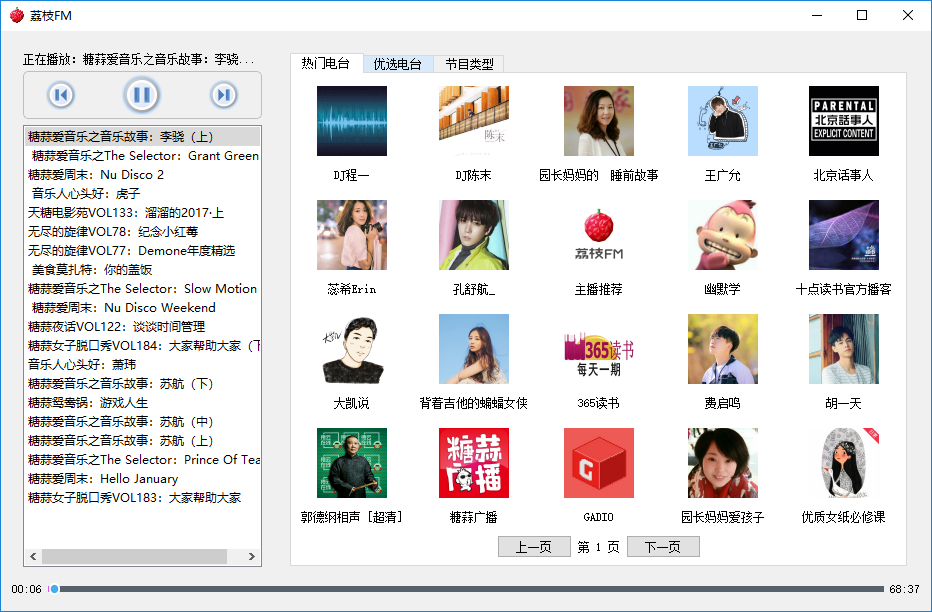 荔枝FM
正在播放：糖蒜爱音乐之音乐故事：李骁...
糖蒜爱音乐之音乐故事：李骁（上）
糖蒜爱音乐之The Selector：Grant Green
糖蒜爱周末：Nu Disco 2
音乐人心头好：虎子
天糖电影苑VOL133：溜溜的2017·上
无尽的旋律VOL78：纪念小红莓
无尽的旋律VOL77：Demone年度精选
美食莫扎特：你的盖饭
糖蒜爱音乐之The Selector：Slow Motion
糖蒜爱周末：Nu Disco Weekend
糖蒜夜话VOL122：谈谈时间管理
糖蒜女子脱口秀VOL184：大家帮助大家（下
音乐人心头好：萧玮
糖蒜爱音乐之音乐故事：苏航（下）
糖蒜鸳鸯锅：游戏人生
糖蒜爱音乐之音乐故事：苏航（中）
糖蒜爱音乐之音乐故事：苏航（上）
糖蒜爱音乐之The Selector：Prince Of Tea
糖蒜爱周末：Hello January
糖蒜女子脱口秀VOL183：大家帮助大家
热门电台 优选电台 节目类型
陈末
PARENTAL
北京話事人
EXPLICIT CONTENT
DJ程一 DJ陈末 园长妈妈的 睡前故事 王广允 北京话事人
荔枝FM
蕊希Erin 孔舒航_ 主播推荐 幽默学 十点读书官方播客
365读书
每天一期
大凯说 背着吉他的蝙蝠女侠 365读书 费启鸣 胡一天
糖蒜
广播
G
郭德纲相声 [超清] 糖蒜广播 GADIO 园长妈妈爱孩子 优质女纸必修课
上一页 第 1 页 下一页
00:06 68:37